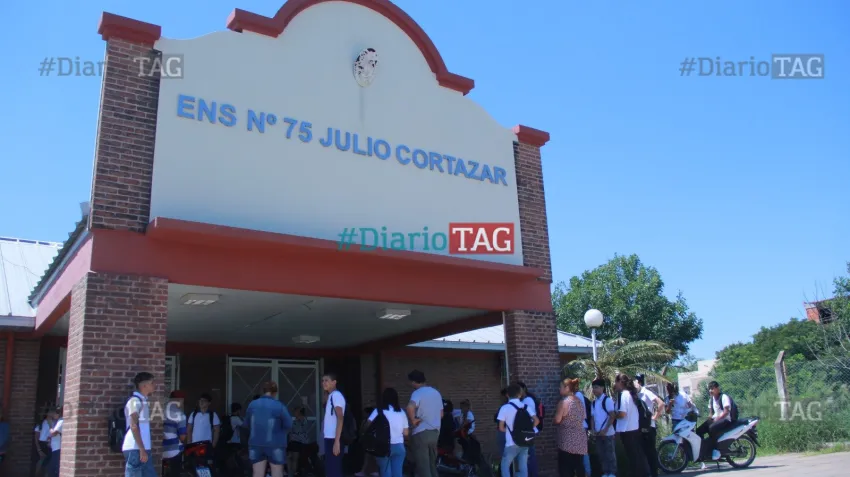 #DiarioTAG
#DiarioTAG
ENS Nº 75 JULIO CORTAZAR
#DiarioTAG
TAG
TAG